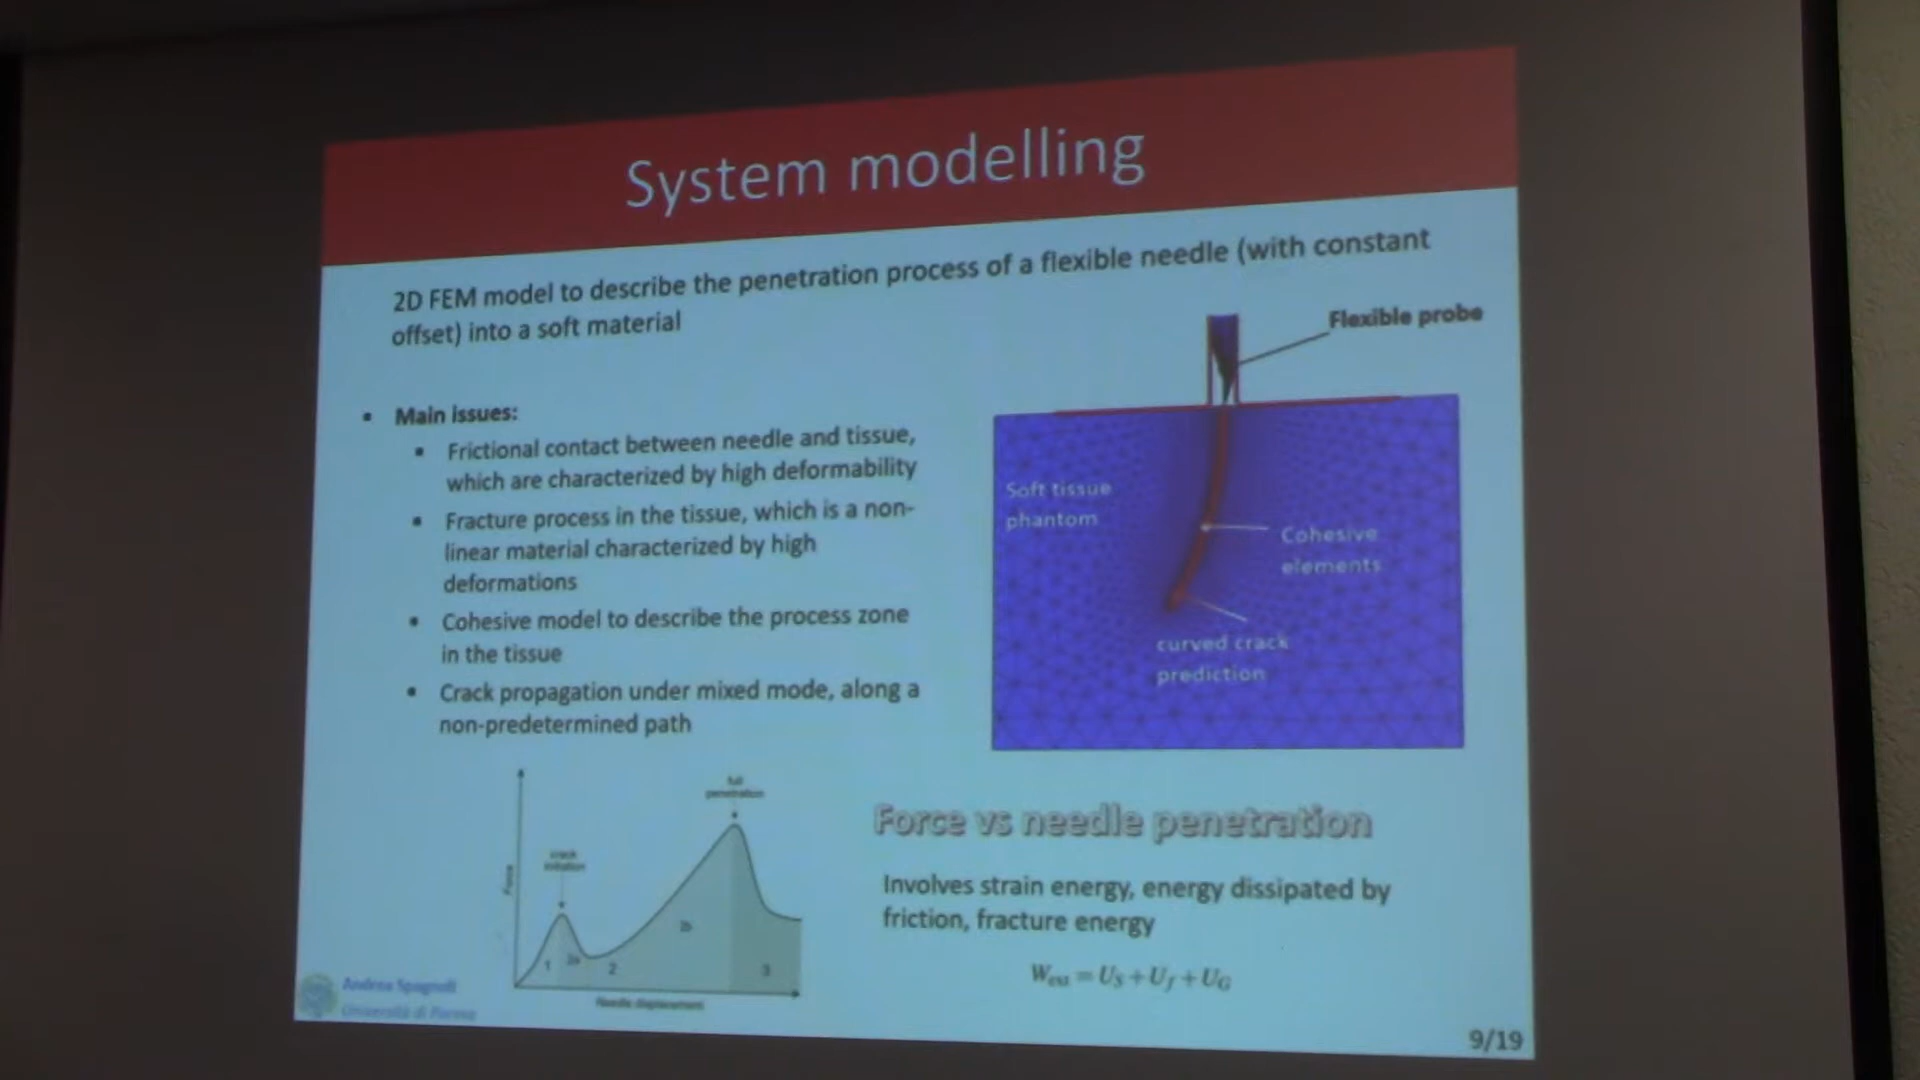 System modelling
2D FEM model to describe the penetration process of a flexible needle (with constant
offset) into a soft material
Flexible probe
▪ Main issues:
▪ Frictional contact between needle and tissue,
which are characterized by high deformability
▪ Fracture process in the tissue, which is a non-
linear material characterized by high
deformations
▪ Cohesive model to describe the process zone
in the tissue
▪ Crack propagation under mixed mode, along a
non-predetermined path
Soft tissue
phantom
Cohesive
elements
curved crack
prediction
full
penetration
crack
initiation
Force
1
2a
2
2b
3
Needle displacement
Force vs needle penetration
Involves strain energy, energy dissipated by
friction, fracture energy
W_ext = U_S + U_f + U_G
Andrea Spagnoli
Università di Parma
9/19